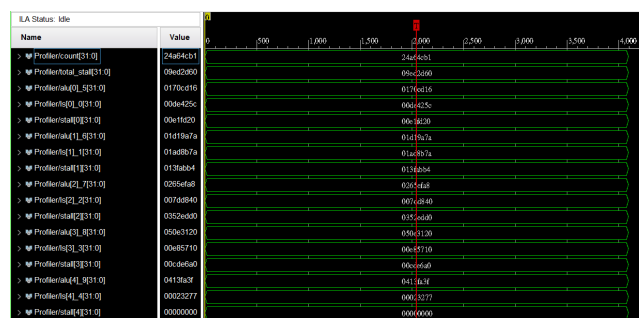 ILA Status: Idle
Name Value
0 500 1,000 1,500 2,000 2,500 3,000 3,500 4,000
Profiler/count[31:0] 24a64cb1 24a64cb1
Profiler/total_stall[31:0] 09ed2d60 09ed2d60
Profiler/alu[0]_5[31:0] 0170cd16 0170cd16
Profiler/ls[0]_0[31:0] 00de425c 00de425c
Profiler/stall[0][31:0] 00e1fd20 00e1fd20
Profiler/alu[1]_6[31:0] 01d19a7a 01d19a7a
Profiler/ls[1]_1[31:0] 01ad8b7a 01ad8b7a
Profiler/stall[1][31:0] 013fabb4 013fabb4
Profiler/alu[2]_7[31:0] 0265efa8 0265efa8
Profiler/ls[2]_2[31:0] 007dd840 007dd840
Profiler/stall[2][31:0] 0352edd0 0352edd0
Profiler/alu[3]_8[31:0] 050e3120 050e3120
Profiler/ls[3]_3[31:0] 00e85710 00e85710
Profiler/stall[3][31:0] 00cde6a0 00cde6a0
Profiler/alu[4]_9[31:0] 0413fa3f 0413fa3f
Profiler/ls[4]_4[31:0] 00023277 00023277
Profiler/stall[4][31:0] 00000000 00000000